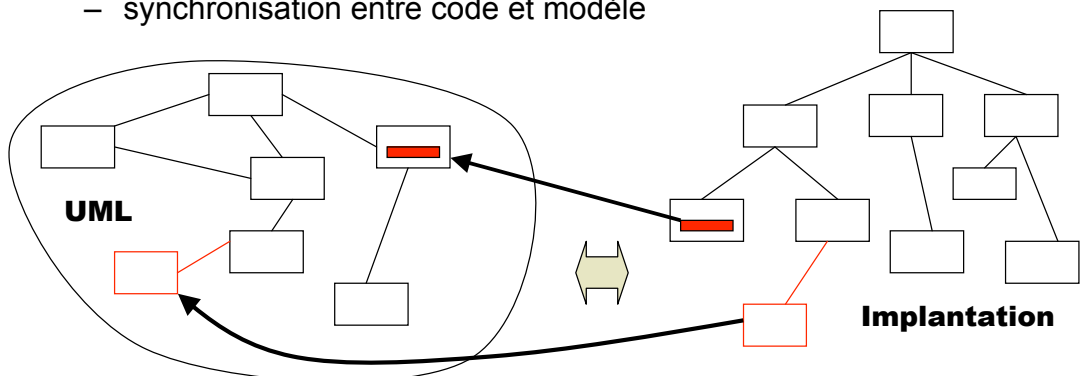 – synchronisation entre code et modèle
UML
Implantation